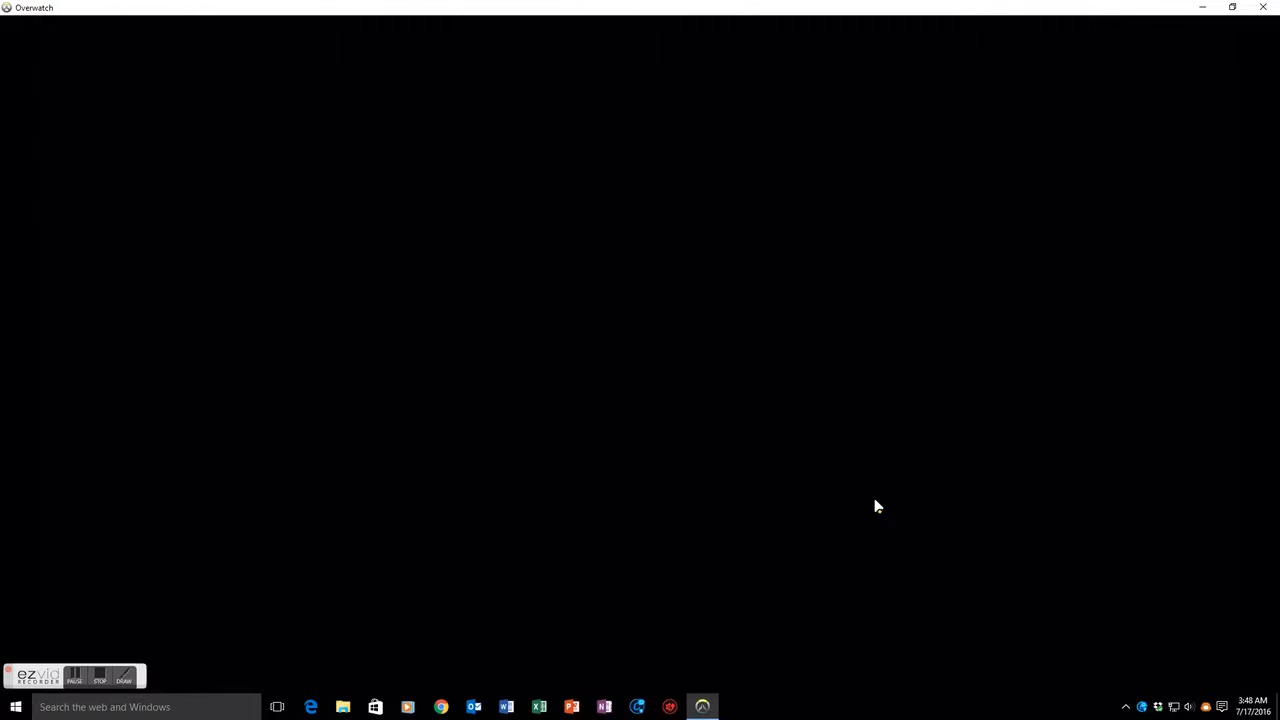 Overwatch
ezvid
RECORDER
PAUSE
STOP
DRAW
Search the web and Windows
3:48 AM
7/17/2016